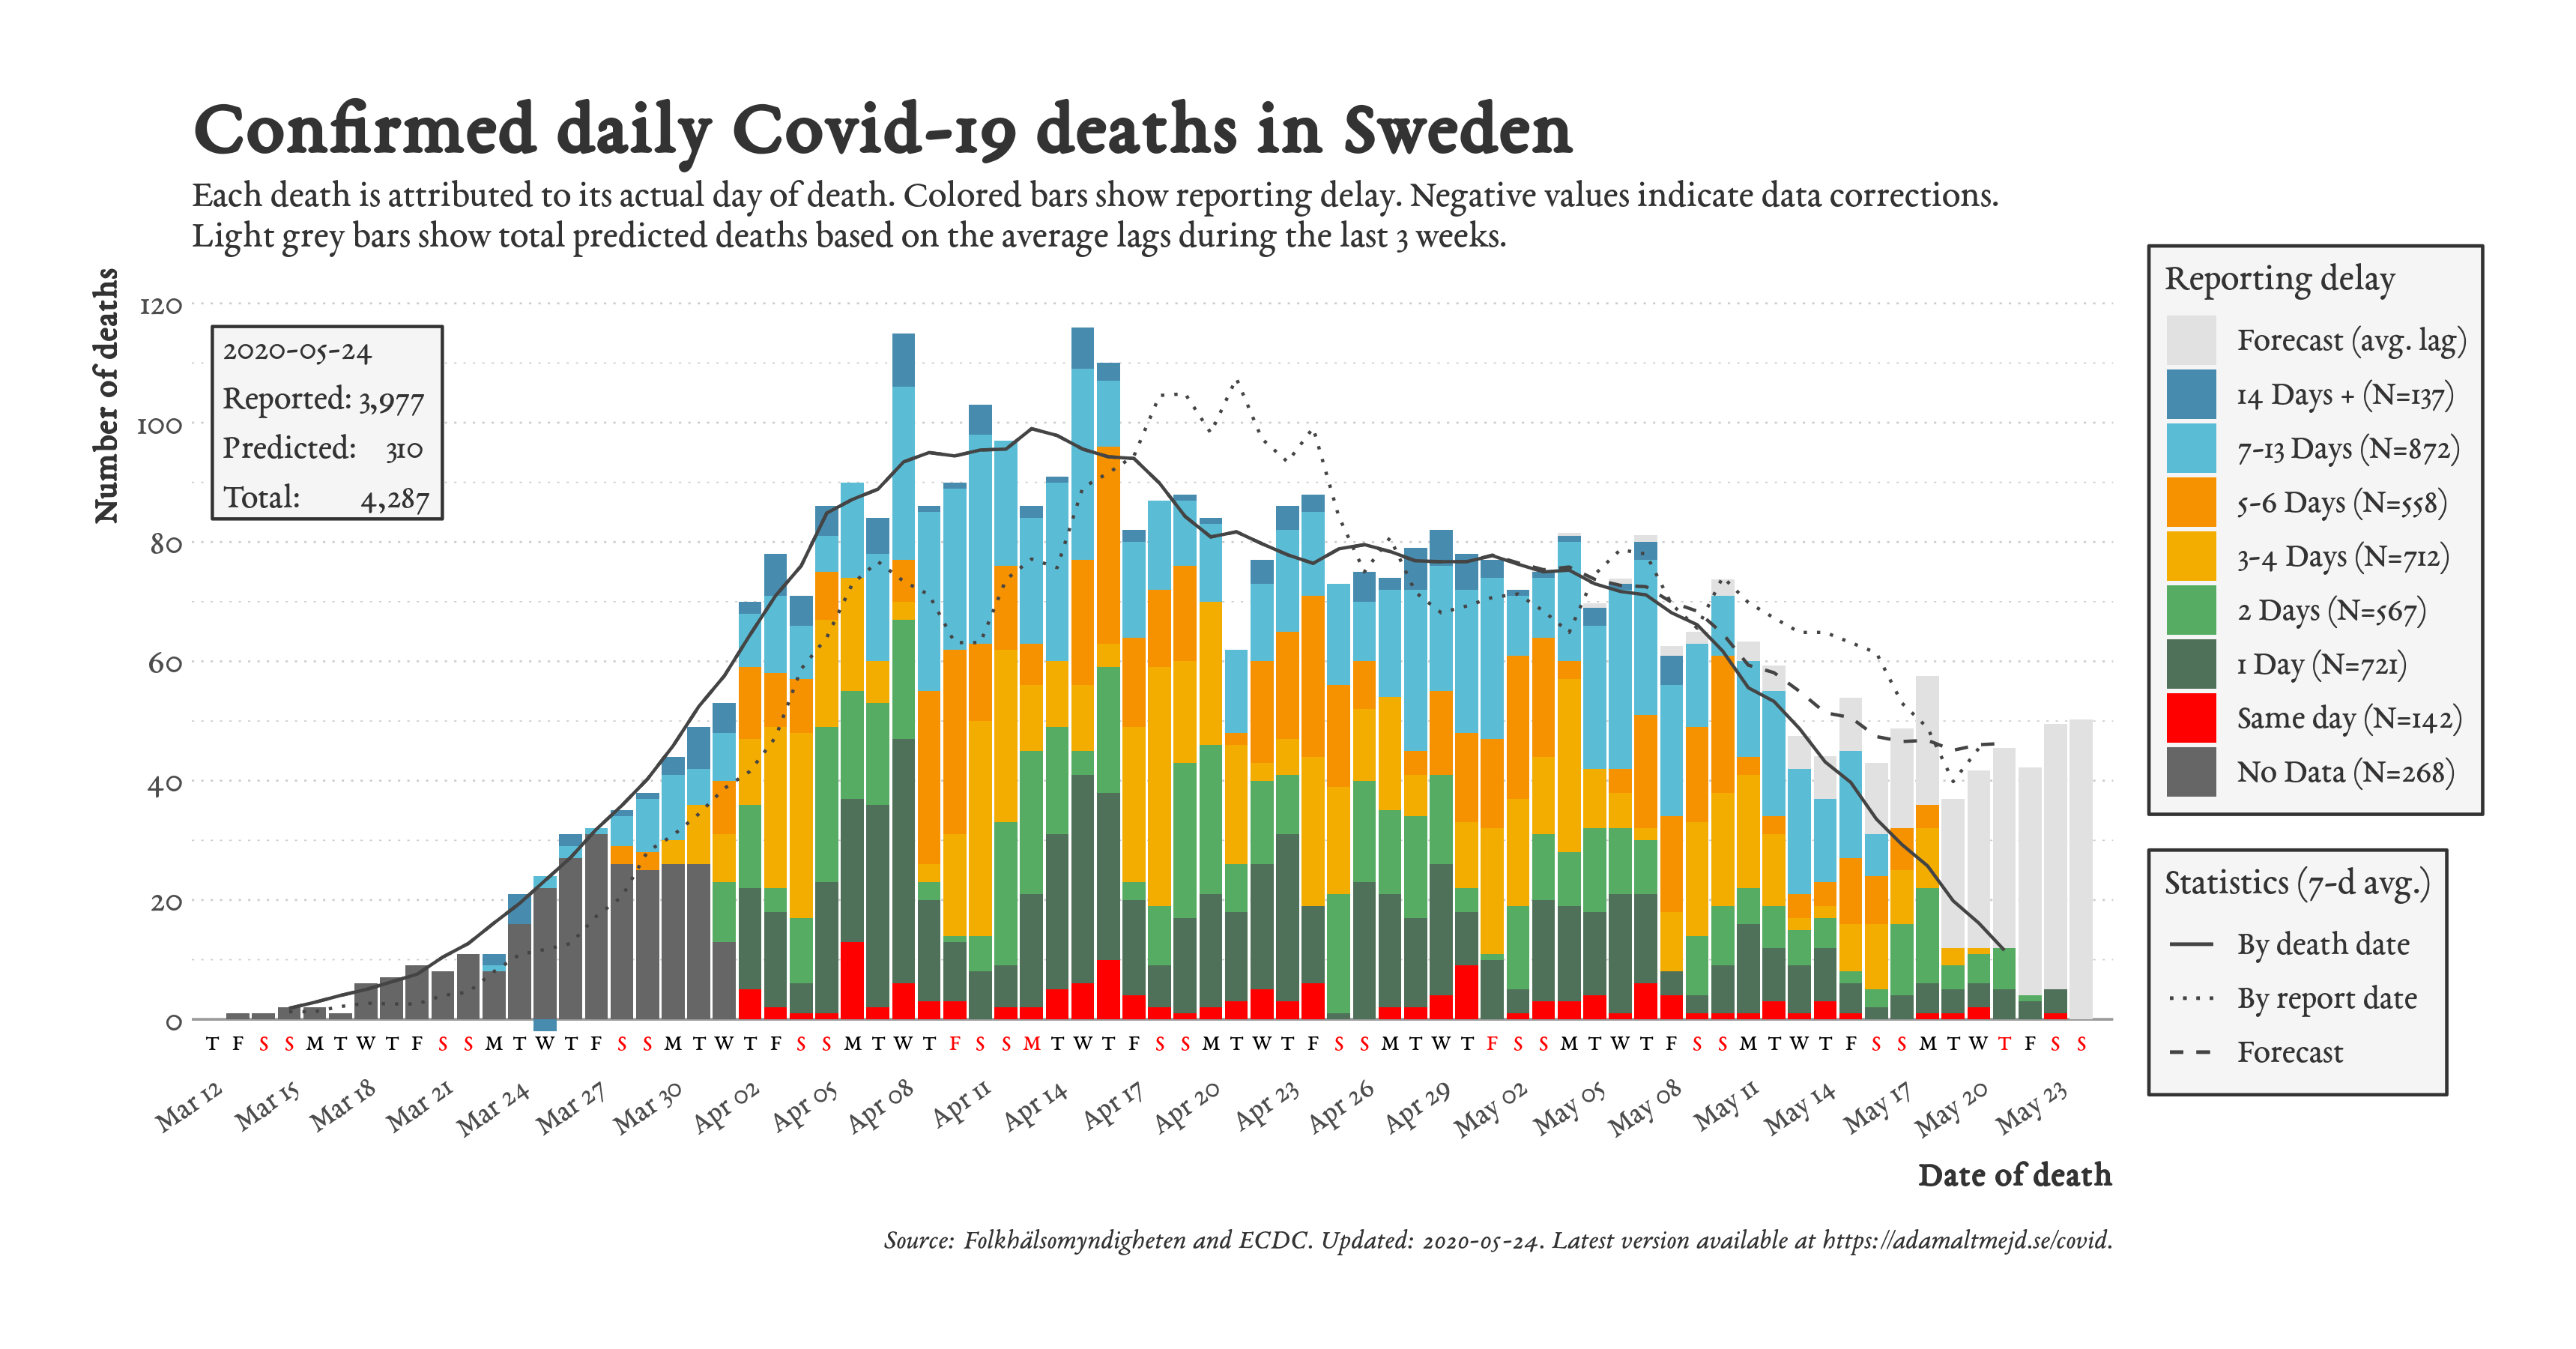 Confirmed daily Covid-19 deaths in Sweden
Each death is attributed to its actual day of death. Colored bars show reporting delay. Negative values indicate data corrections.
Light grey bars show total predicted deaths based on the average lags during the last 3 weeks.
Number of deaths
120
100
80
60
40
20
0
2020-05-24
Reported: 3,977
Predicted: 310
Total: 4,287
T F S S M T W T F S S M T W T F S S M T W T F S S M T W T F S S M T W T F S S M T W T F S S M T W T F S S M T W T F S S M T W T F S S M T W T F S S
Mar 12 Mar 15 Mar 18 Mar 21 Mar 24 Mar 27 Mar 30 Apr 02 Apr 05 Apr 08 Apr 11 Apr 14 Apr 17 Apr 20 Apr 23 Apr 26 Apr 29 May 02 May 05 May 08 May 11 May 14 May 17 May 20 May 23
Date of death
Reporting delay
Forecast (avg. lag)
14 Days + (N=137)
7-13 Days (N=872)
5-6 Days (N=558)
3-4 Days (N=712)
2 Days (N=567)
1 Day (N=721)
Same day (N=142)
No Data (N=268)
Statistics (7-d avg.)
By death date
By report date
Forecast
Source: Folkhälsomyndigheten and ECDC. Updated: 2020-05-24. Latest version available at https://adamaltmejd.se/covid.